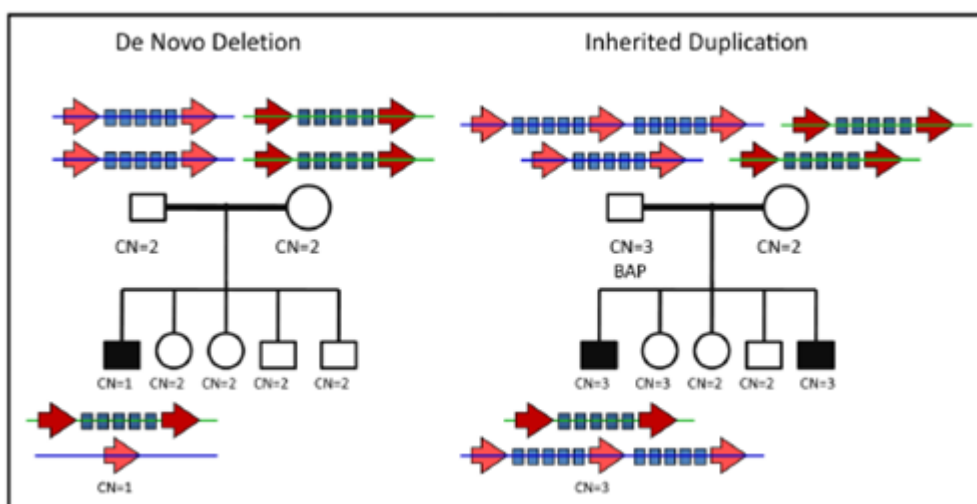 De Novo Deletion
Inherited Duplication
CN=2
CN=2
CN=3
CN=2
BAP
CN=1
CN=2
CN=2
CN=2
CN=2
CN=3
CN=3
CN=2
CN=2
CN=3
CN=1
CN=3